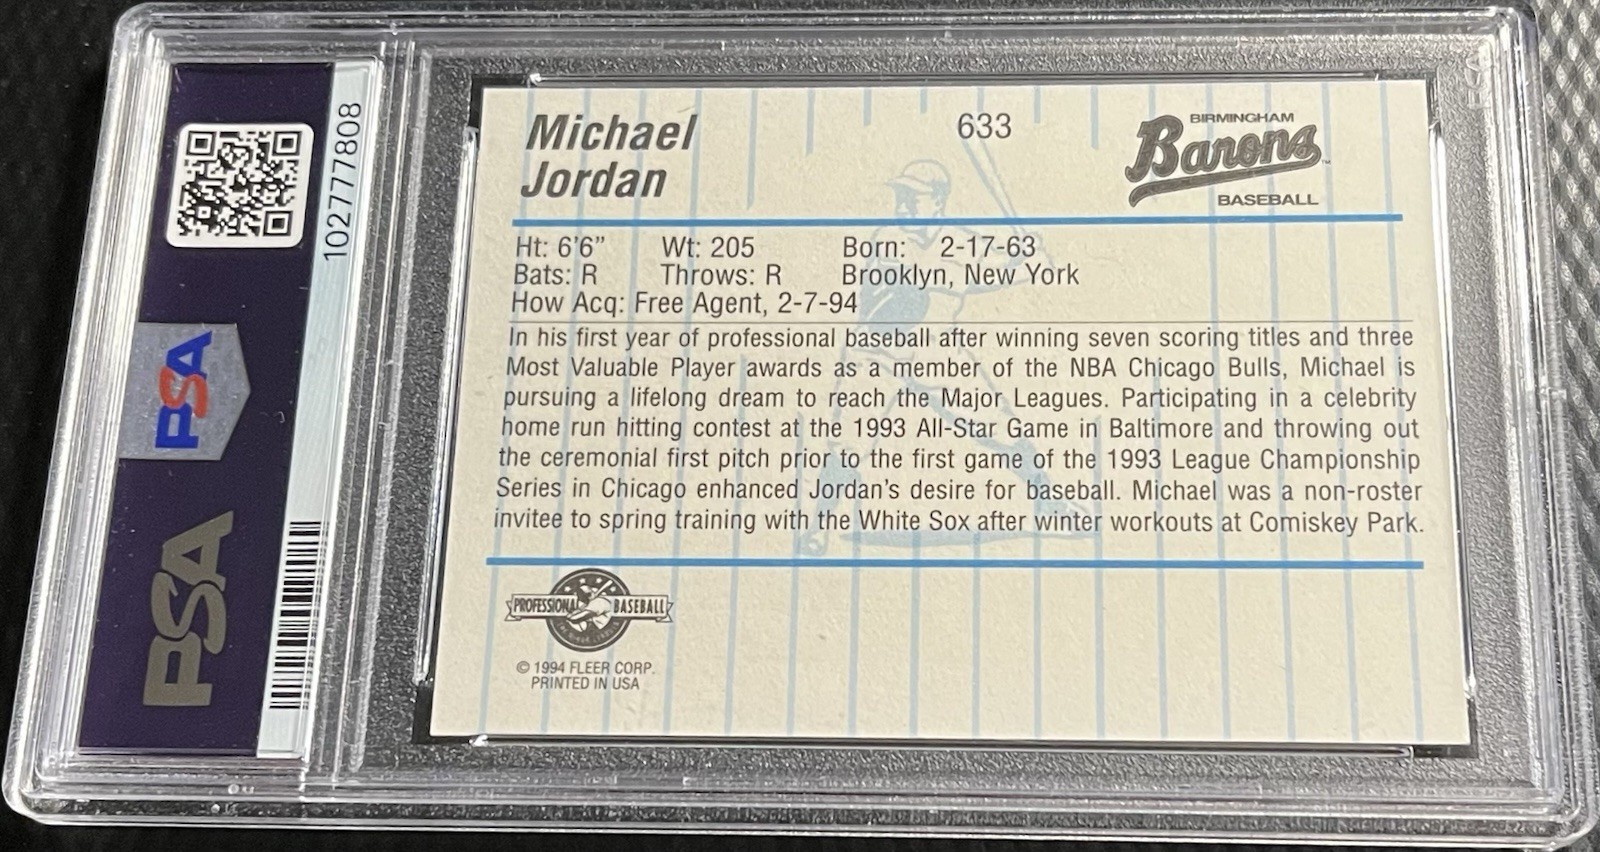 102777808
PSA
PSA
Michael
Jordan
633
BIRMINGHAM
Barons
BASEBALL
Ht: 6'6" Wt: 205 Born: 2-17-63
Bats: R Throws: R Brooklyn, New York
How Acq: Free Agent, 2-7-94
In his first year of professional baseball after winning seven scoring titles and three
Most Valuable Player awards as a member of the NBA Chicago Bulls, Michael is
pursuing a lifelong dream to reach the Major Leagues. Participating in a celebrity
home run hitting contest at the 1993 All-Star Game in Baltimore and throwing out
the ceremonial first pitch prior to the first game of the 1993 League Championship
Series in Chicago enhanced Jordan's desire for baseball. Michael was a non-roster
invitee to spring training with the White Sox after winter workouts at Comiskey Park.
PROFESSIONAL BASEBALL
© 1994 FLEER CORP.
PRINTED IN USA